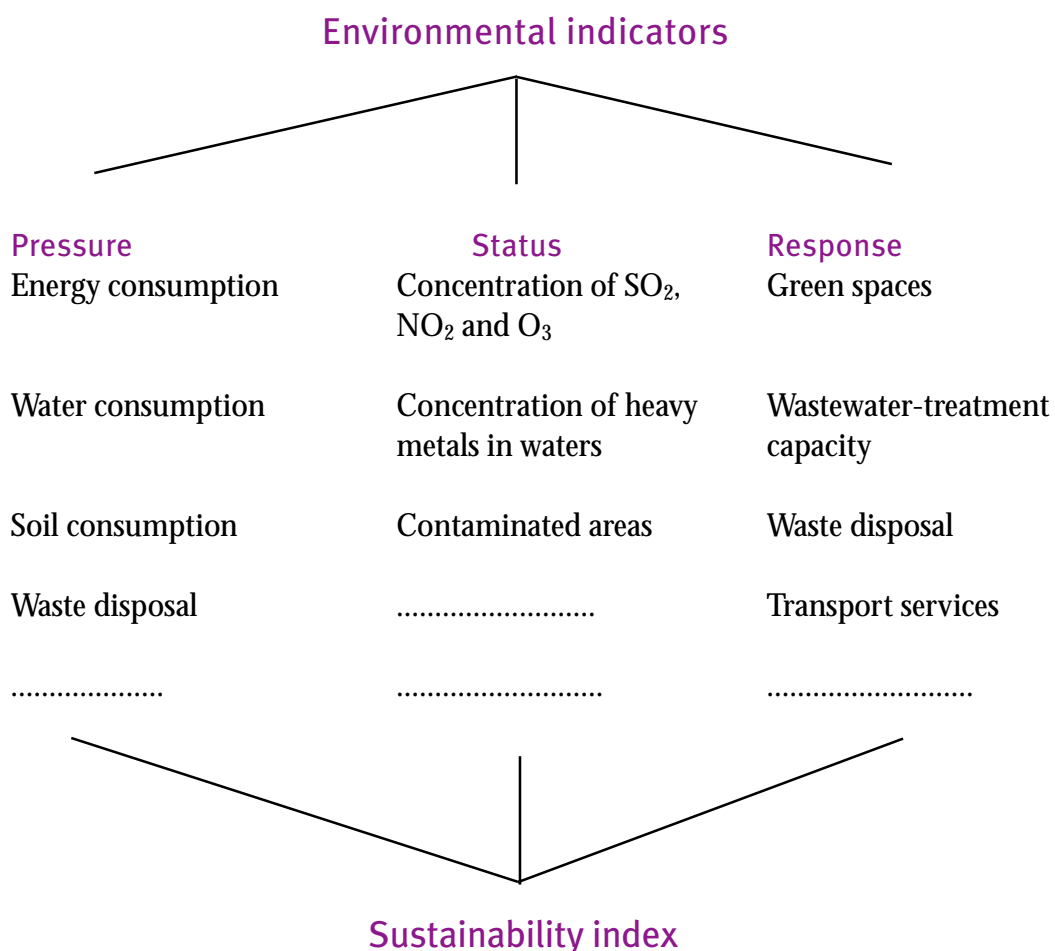 Environmental indicators
Pressure Status Response
Energy consumption Concentration of SO₂, Green spaces
NO₂ and O₃
Water consumption Concentration of heavy Wastewater-treatment
metals in waters capacity
Soil consumption Contaminated areas Waste disposal
Waste disposal .......................... Transport services
.................... ........................... ...........................
Sustainability index